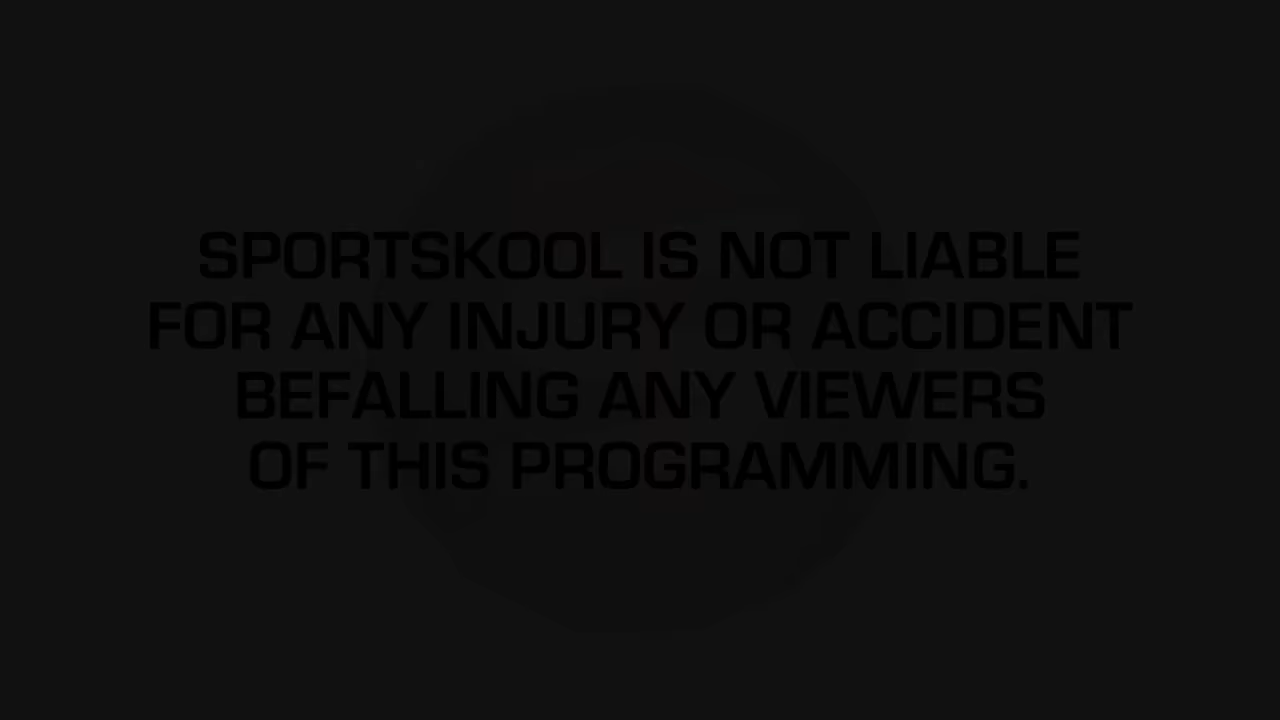 SPORTSKOOL IS NOT LIABLE
FOR ANY INJURY OR ACCIDENT
BEFALLING ANY VIEWERS
OF THIS PROGRAMMING.